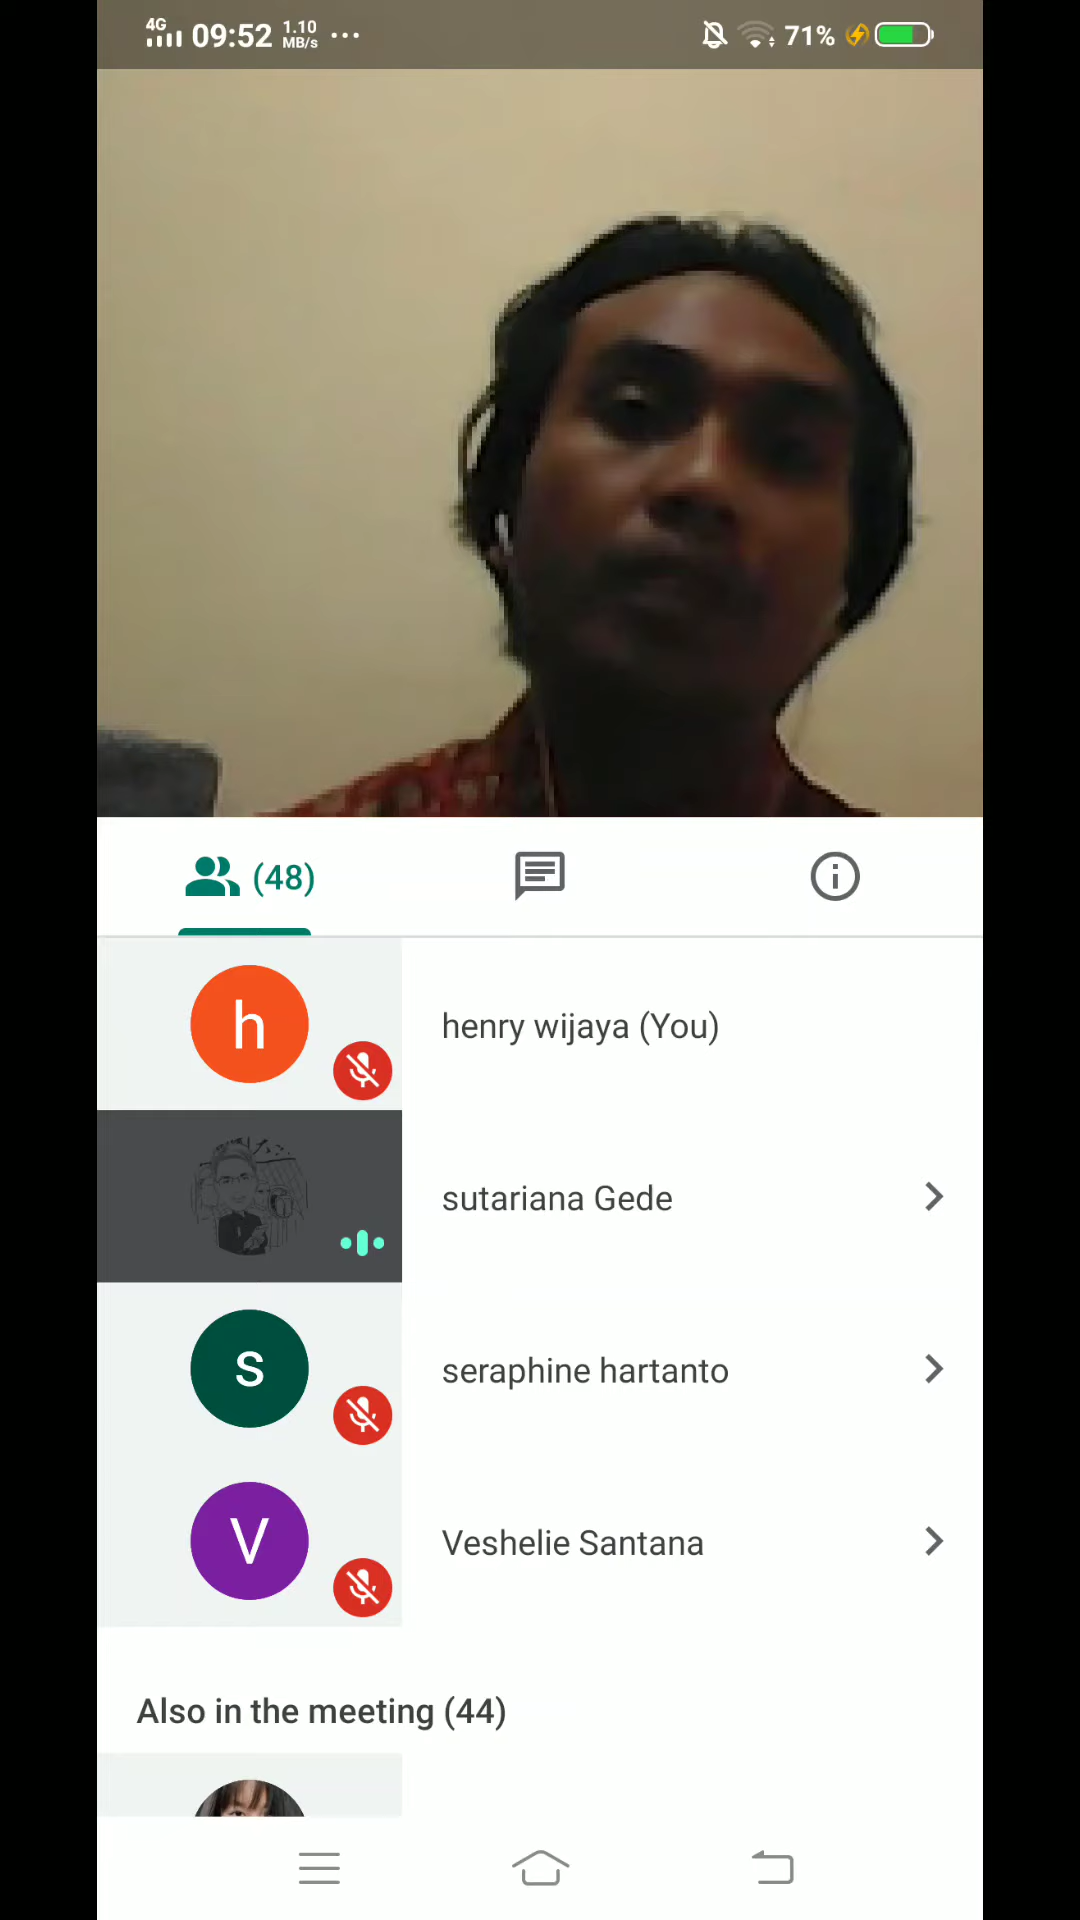 4G 09:52 1.10 MB/s ... 71%
(48)
h henry wijaya (You)
sutariana Gede
s seraphine hartanto
V Veshelie Santana
Also in the meeting (44)